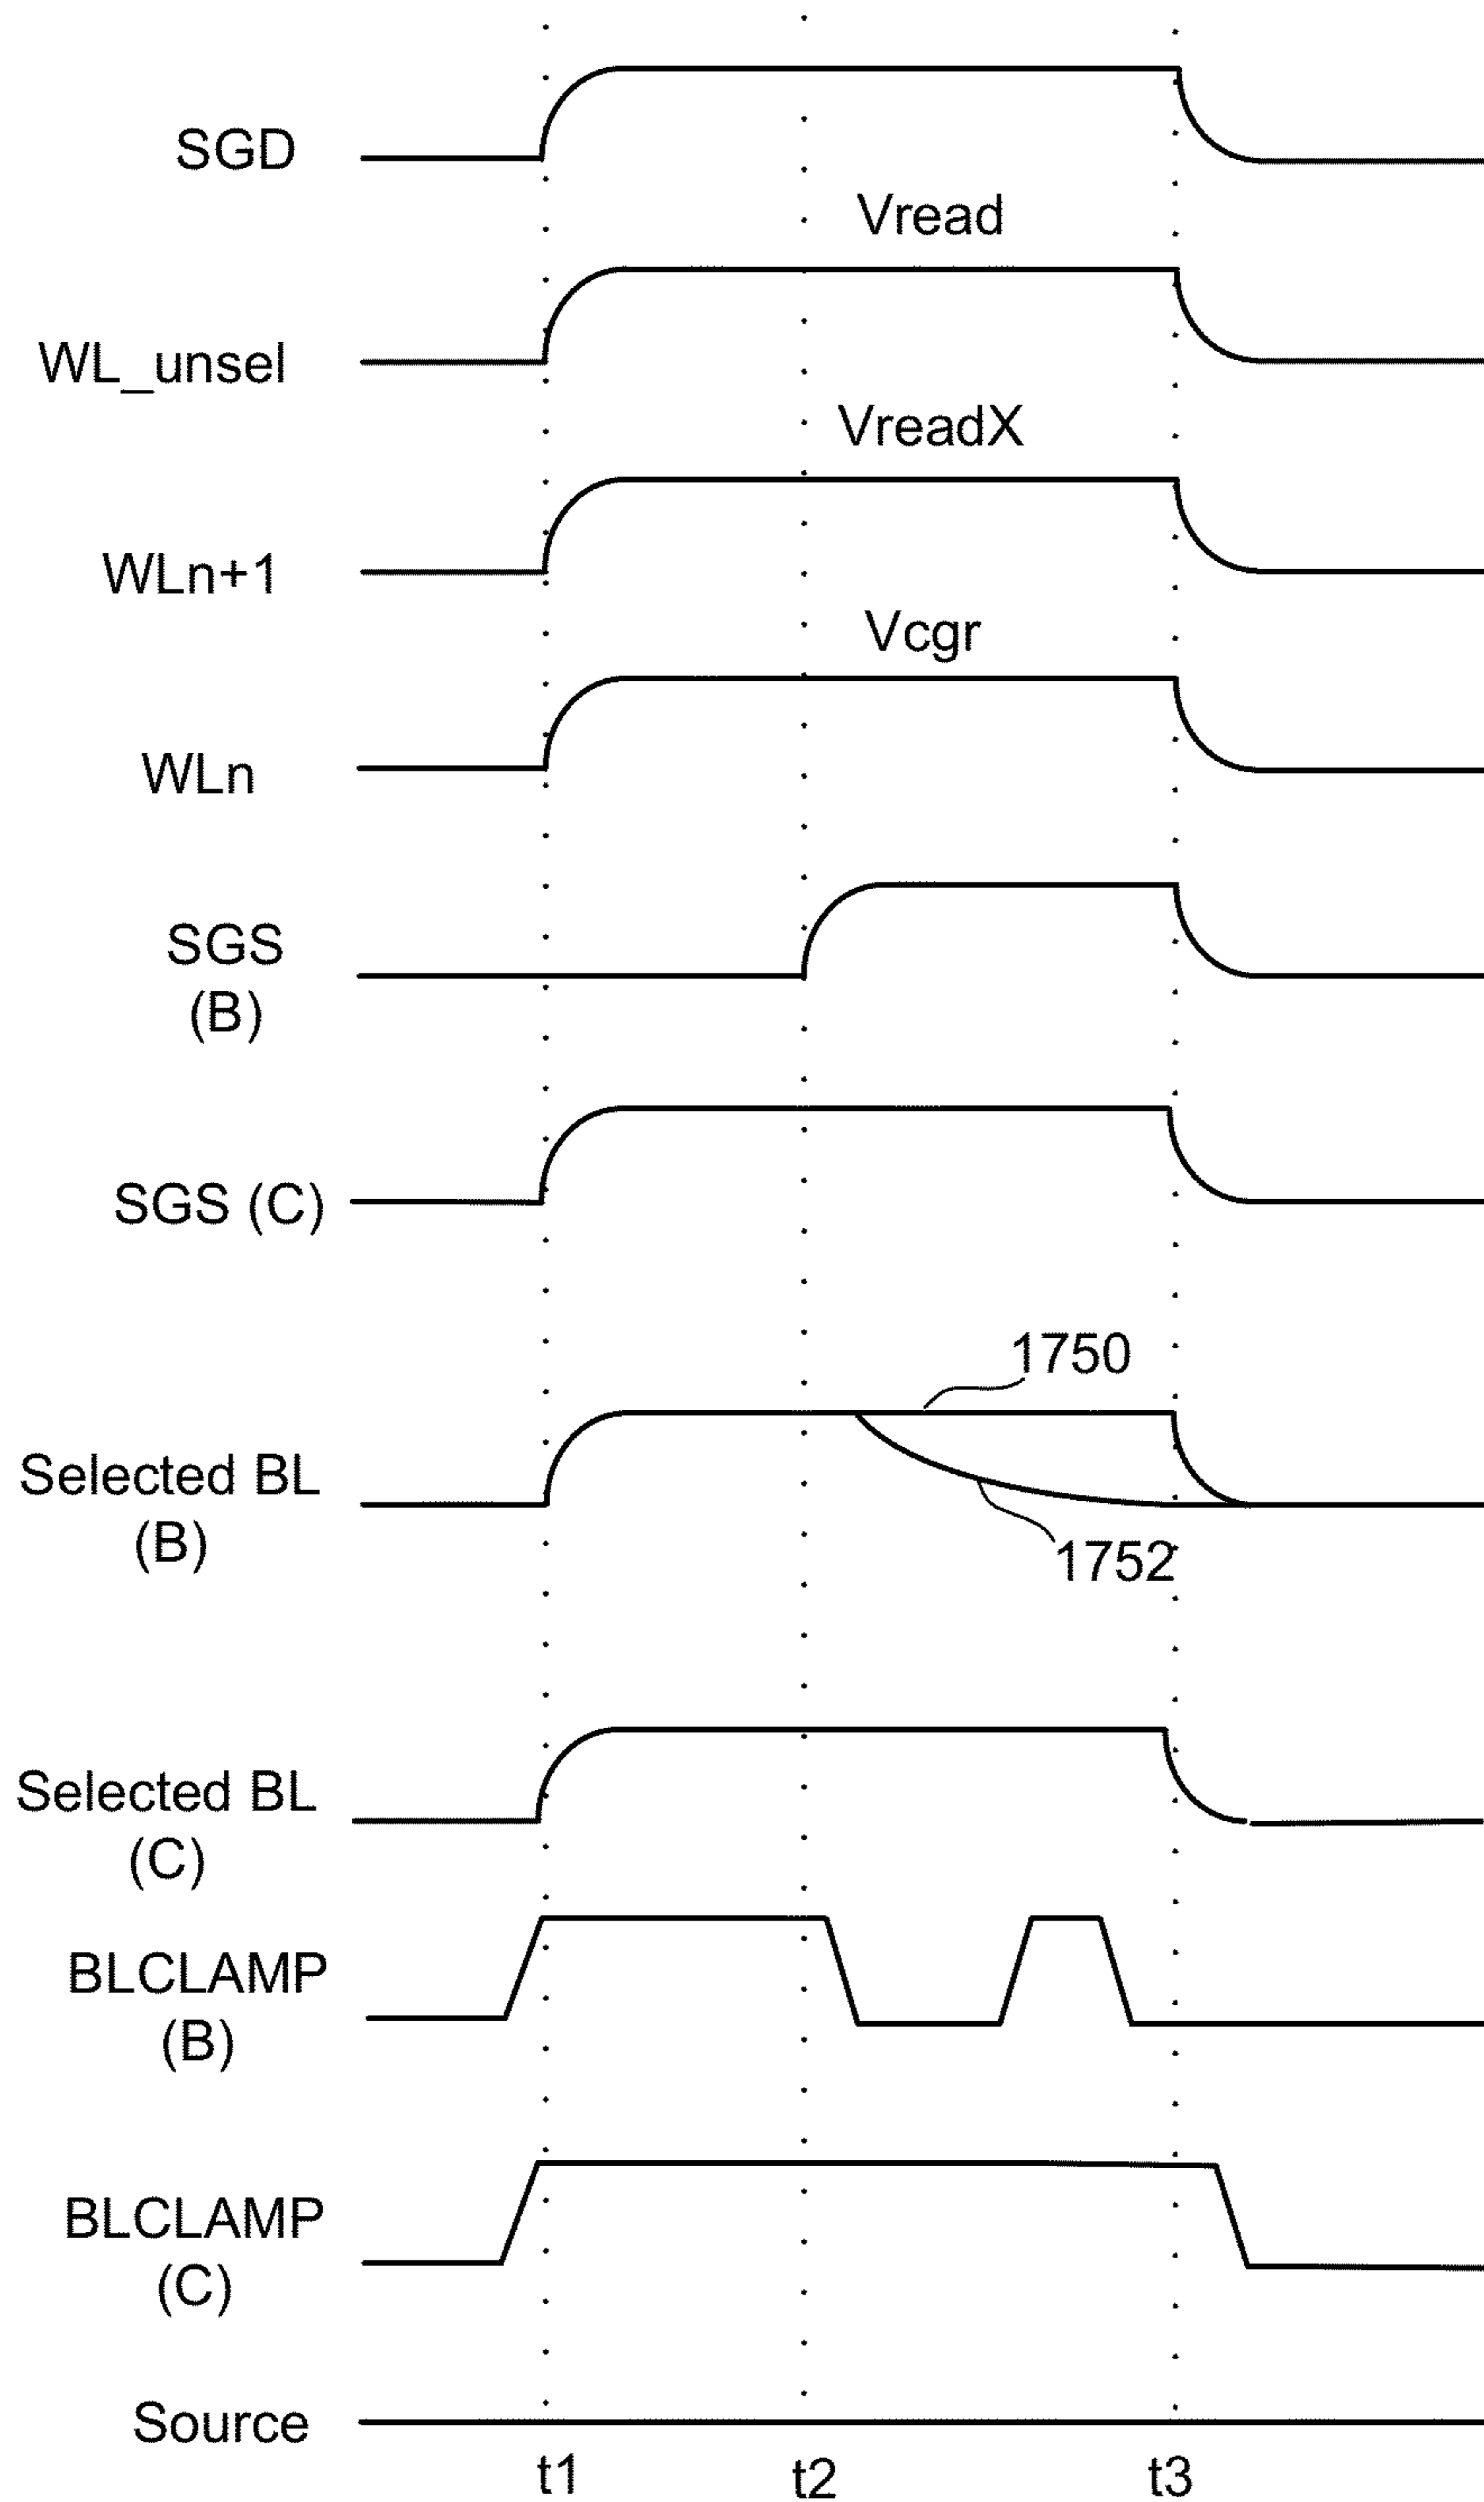 SGD
Vread
WL_unsel
VreadX
WLn+1
Vcgr
WLn
SGS
(B)
SGS (C)
1750
Selected BL
(B)
1752
Selected BL
(C)
BLCLAMP
(B)
BLCLAMP
(C)
Source
t1 t2 t3